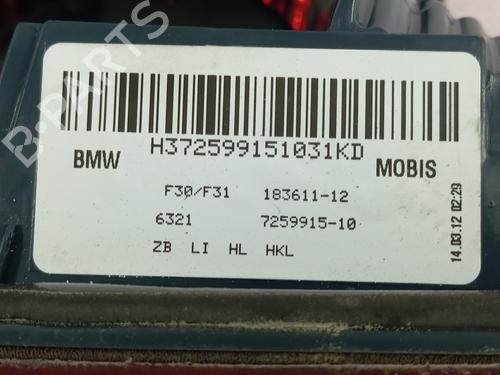 B-PARTS
H372599151031KD
BMW
MOBIS
F30/F31 183611-12
6321 7259915-10
ZB LI HL HKL
14.03.12 02:29